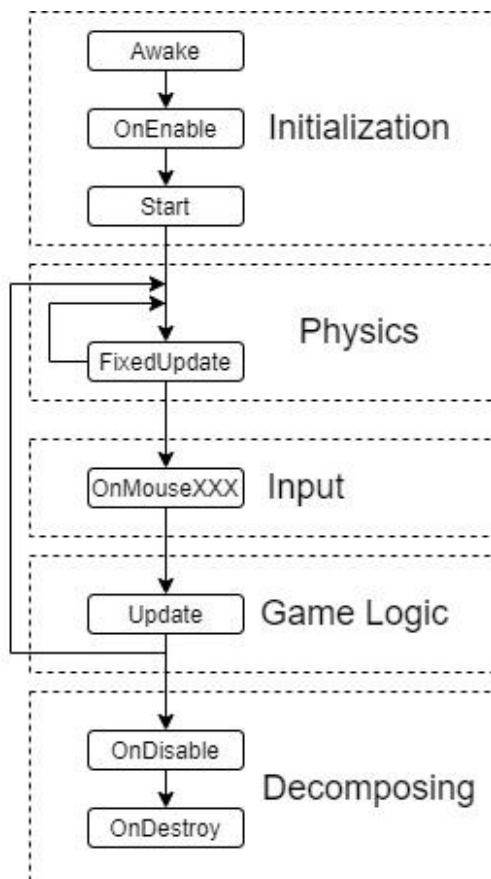 Awake
OnEnable
Initialization
Start
Physics
FixedUpdate
OnMouseXXX
Input
Update
Game Logic
OnDisable
Decomposing
OnDestroy